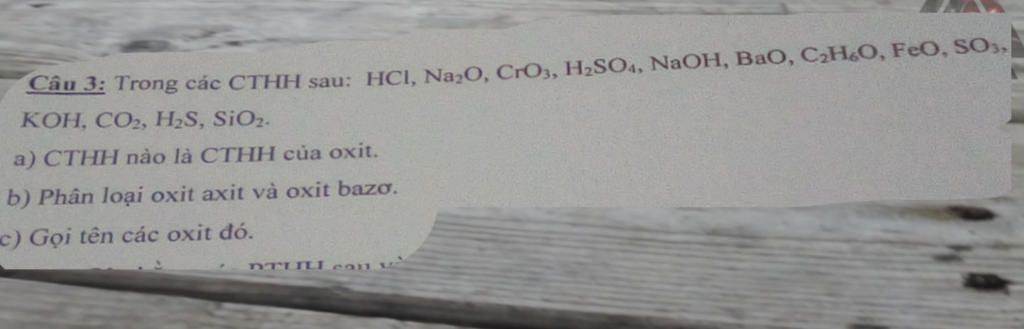 Câu 3: Trong các CTHH sau: HCl, Na₂O, CrO₃, H₂SO₄, NaOH, BaO, C₂H₆O, FeO, SO₃,
KOH, CO₂, H₂S, SiO₂.
a) CTHH nào là CTHH của oxit.
b) Phân loại oxit axit và oxit bazơ.
c) Gọi tên các oxit đó.